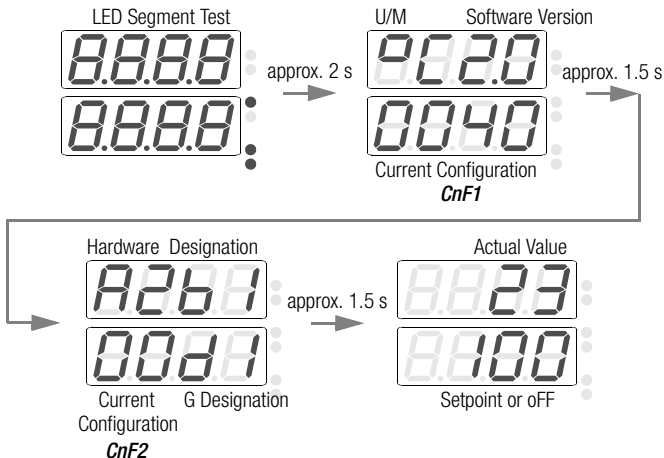 LED Segment Test
8.8.8.8
8.8.8.8
approx. 2 s
U/M Software Version
°C2.0
0040
Current Configuration
CnF1
approx. 1.5 s
Hardware Designation
A2b1
00d1
Current Configuration
G Designation
CnF2
approx. 1.5 s
Actual Value
23
100
Setpoint or oFF